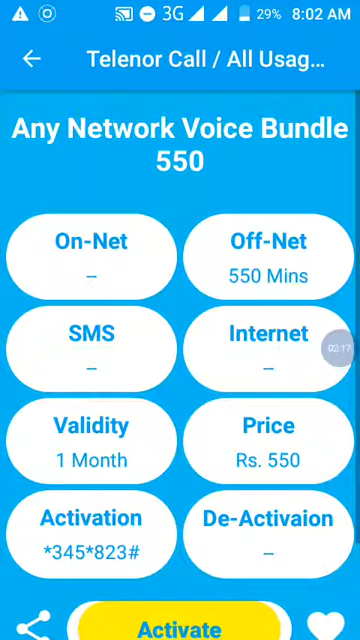 3G 29% 8:02 AM
Telenor Call / All Usag...
Any Network Voice Bundle
550
On-Net
--
Off-Net
550 Mins
SMS
--
Internet
--
02:17
Validity
1 Month
Price
Rs. 550
Activation
*345*823#
De-Activaion
--
Activate